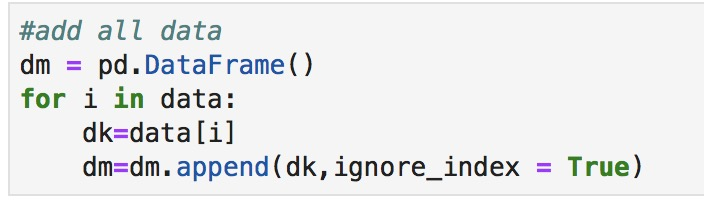 #add all data
dm = pd.DataFrame()
for i in data:
    dk=data[i]
    dm=dm.append(dk,ignore_index = True)